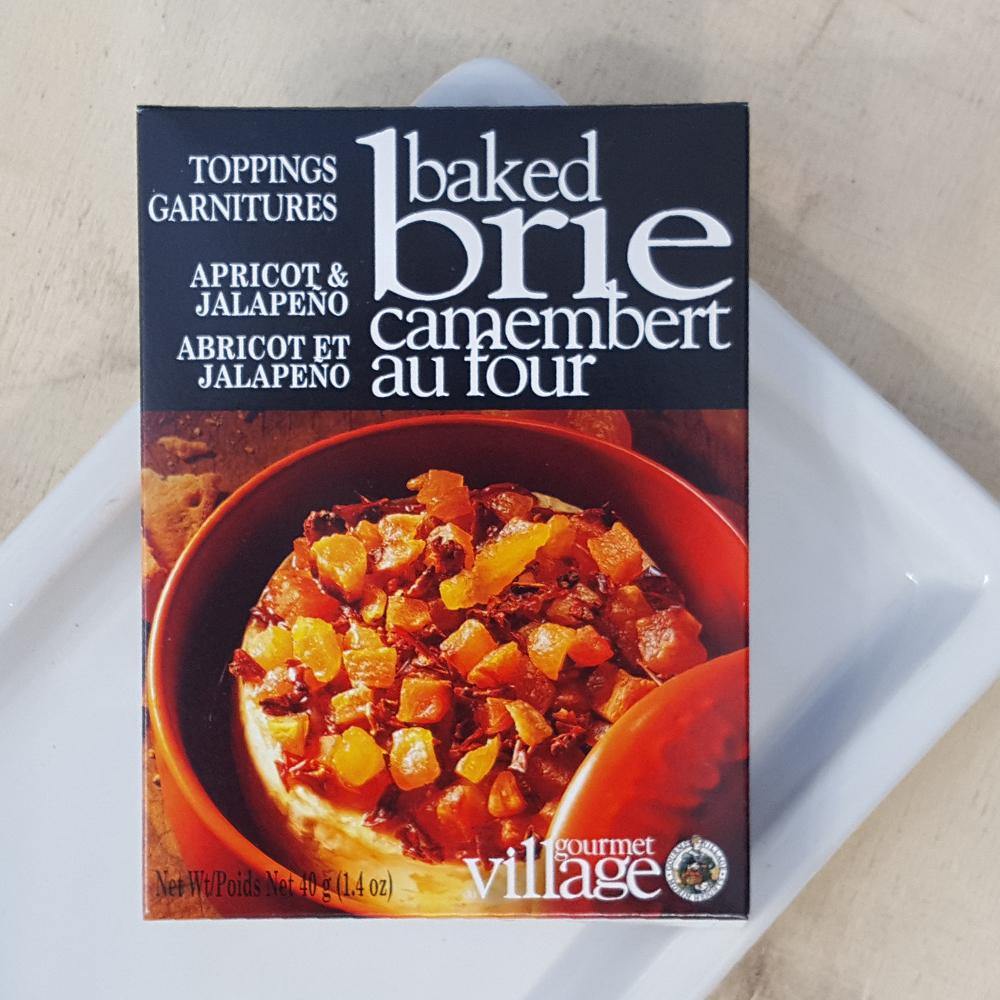 TOPPINGS
GARNITURES
APRICOT &
JALAPEÑO
ABRICOT ET
JALAPEÑO
baked
brie
camembert
au four
gourmet
village
Net Wt/Poids Net 40 g (1.4 oz)